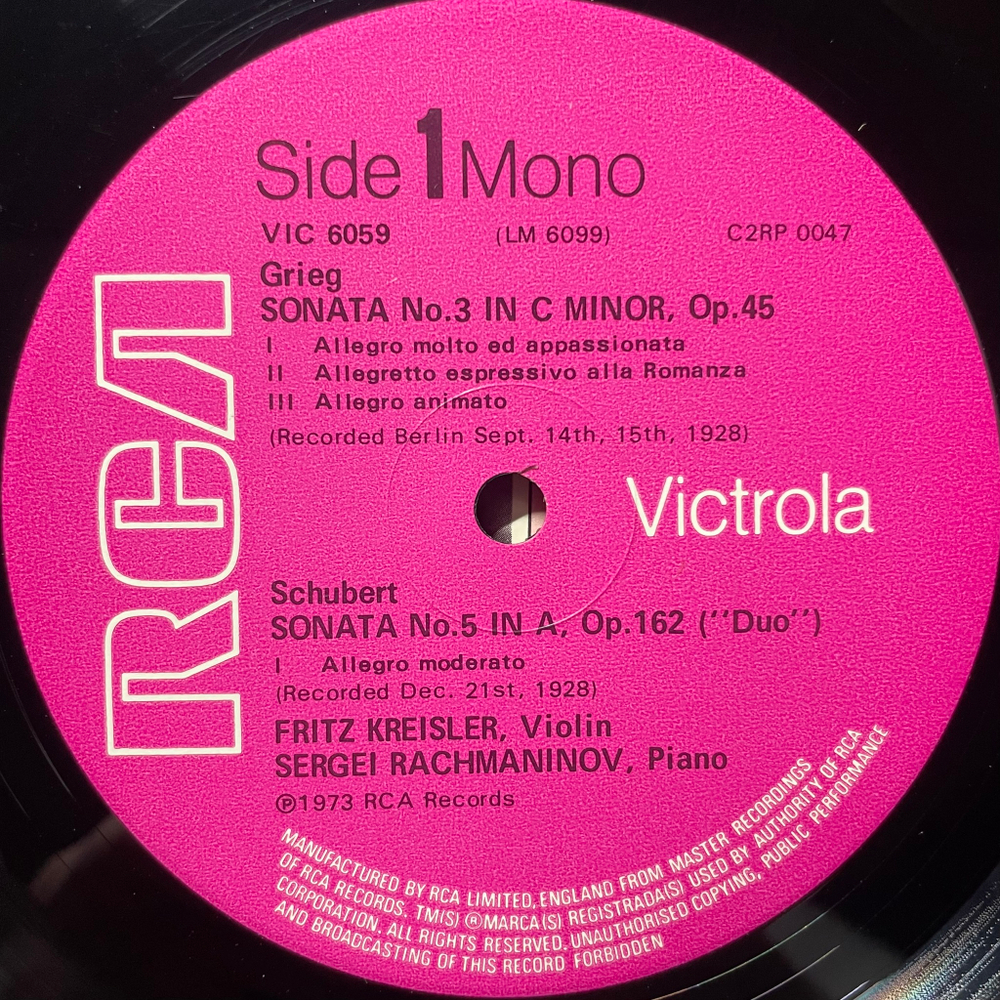 Side 1 Mono
VIC 6059 (LM 6099) C2RP 0047
Grieg
SONATA No.3 IN C MINOR, Op.45
I Allegro molto ed appassionata
II Allegretto espressivo alla Romanza
III Allegro animato
(Recorded Berlin Sept. 14th, 15th, 1928)
RCA
Victrola
Schubert
SONATA No.5 IN A, Op.162 (''Duo'')
I Allegro moderato
(Recorded Dec. 21st, 1928)
FRITZ KREISLER, Violin
SERGEI RACHMANINOV, Piano
℗1973 RCA Records
MANUFACTURED BY RCA LIMITED, ENGLAND FROM MASTER RECORDINGS
OF RCA RECORDS. TM(S) ® MARCA(S) REGISTRADA(S) USED BY AUTHORITY OF RCA
CORPORATION. ALL RIGHTS RESERVED. UNAUTHORISED COPYING, PUBLIC PERFORMANCE
AND BROADCASTING OF THIS RECORD FORBIDDEN